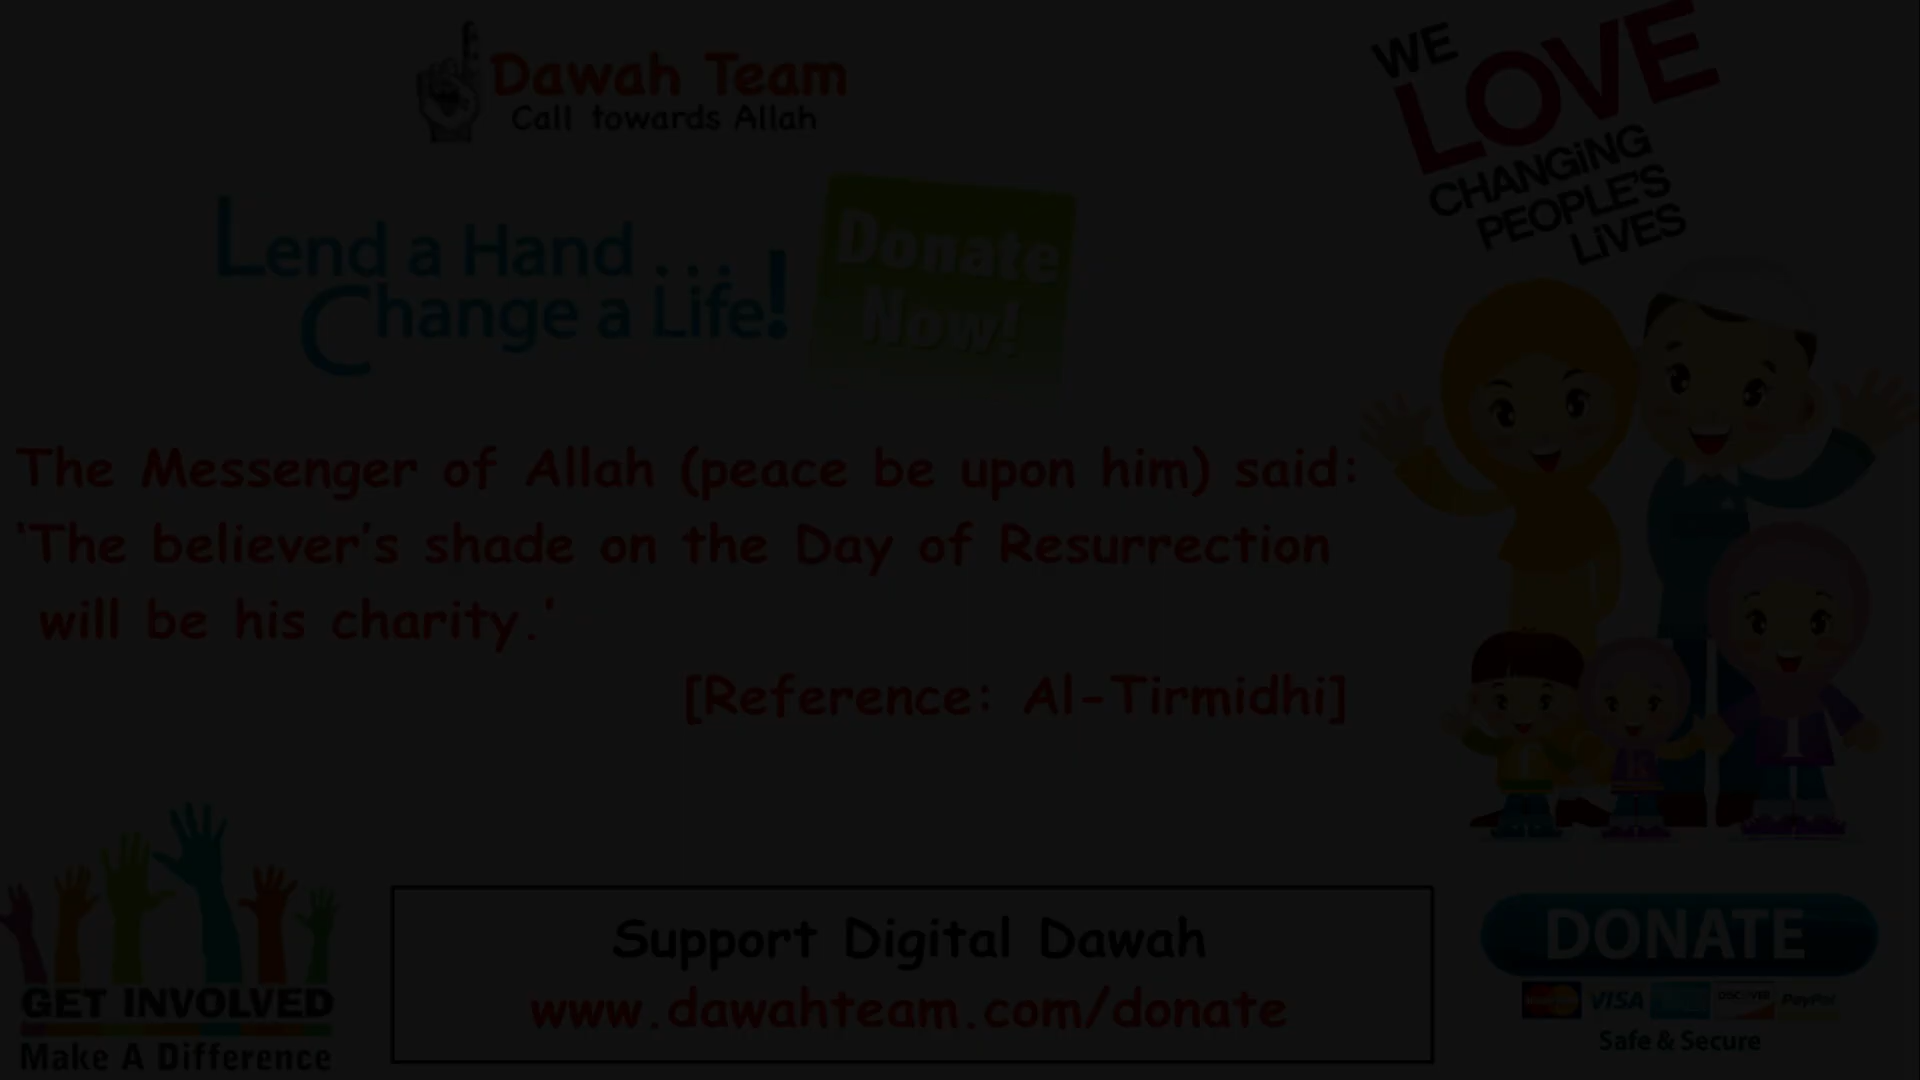 Dawah Team
Call towards Allah
WE
LOVE
CHANGiNG
PEOPLE'S
LiVES
Lend a Hand . . .
Change a Life!
Donate
Now!
The Messenger of Allah (peace be upon him) said:
'The believer's shade on the Day of Resurrection
will be his charity.'
[Reference: Al-Tirmidhi]
GET INVOLVED
Make A Difference
Support Digital Dawah
www.dawahteam.com/donate
DONATE
MasterCard VISA DISCOVER PayPal
Safe & Secure